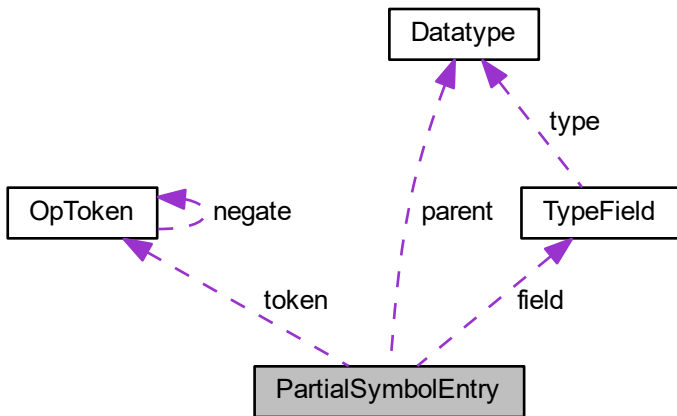 Datatype
type
OpToken
negate
parent
TypeField
token
field
PartialSymbolEntry